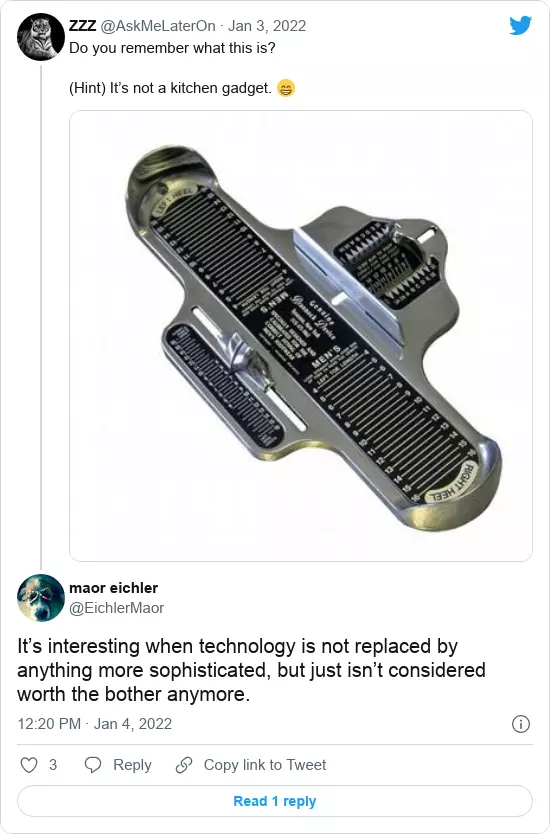 ZZZ @AskMeLaterOn · Jan 3, 2022
Do you remember what this is?
(Hint) It’s not a kitchen gadget. 😄
LEFT HEEL
MEN'S
Genuine
Brannock Device
MEN'S
LEFT TOE LENGTH
RIGHT HEEL
maor eichler
@EichlerMaor
It’s interesting when technology is not replaced by
anything more sophisticated, but just isn’t considered
worth the bother anymore.
12:20 PM · Jan 4, 2022
3 Reply Copy link to Tweet
Read 1 reply